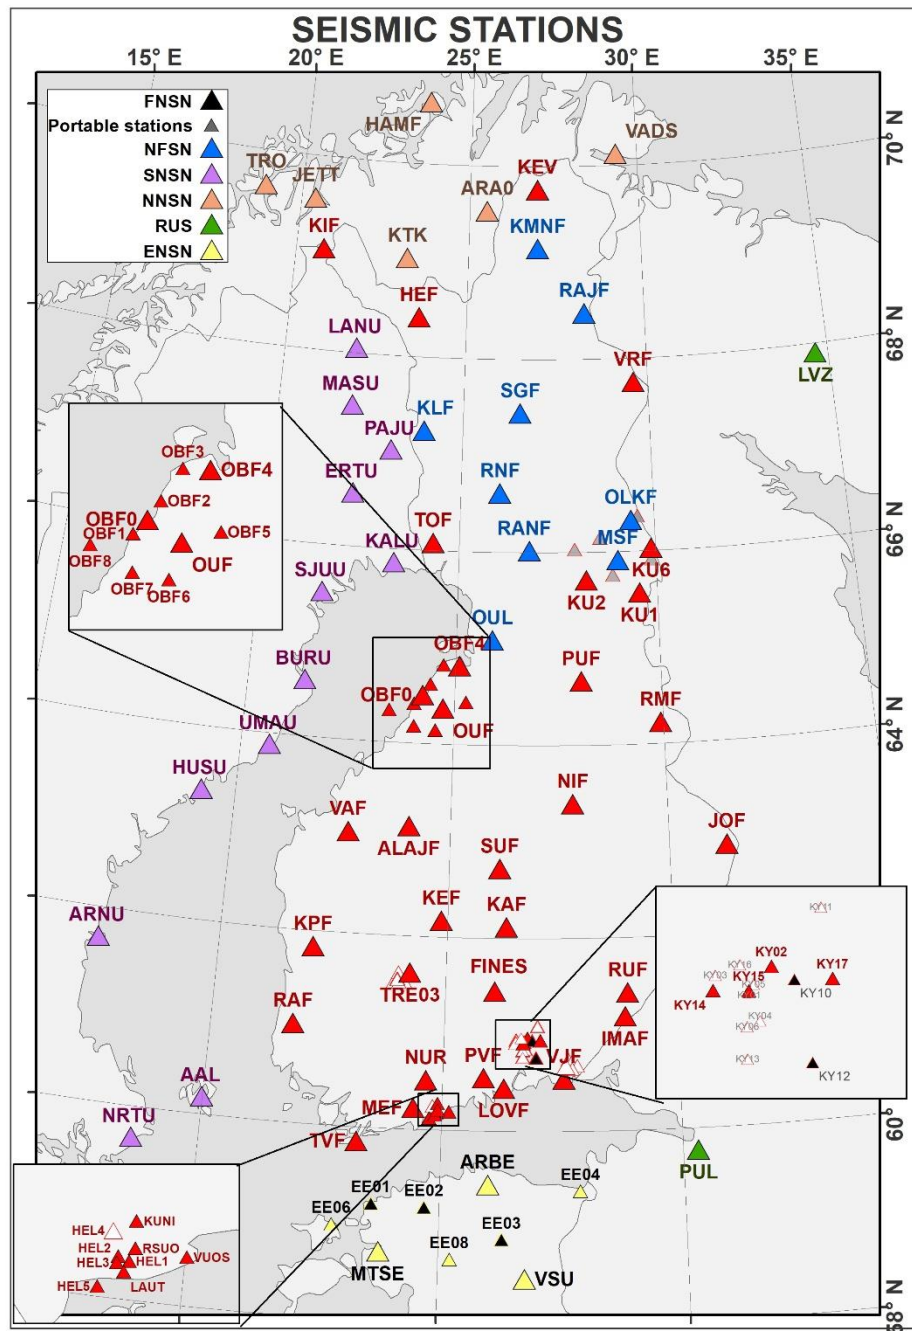 SEISMIC STATIONS
15° E
20° E
25° E
30° E
35° E
FNSN
Portable stations
NFSN
SNSN
NNSN
RUS
ENSN
HAMF
VADS
70° N
TRO
JETT
KEV
ARA0
KIF
KTK
KMNF
HEF
RAJF
LANU
VRF
68° N
LVZ
MASU
SGF
KLF
PAJU
OBF3
OBF4
ERTU
RNF
OBF2
OLKF
OBF0
OBF1
OBF5
TOF
RANF
MSF
66° N
OUF
OBF8
KALU
KU6
OBF7
OBF6
SJUU
KU2
KU1
OUL
OBF4
BURU
PUF
OBF0
RMF
UMAU
OUF
64° N
HUSU
NIF
VAF
ALAJF
JOF
SUF
ARNU
KEF
KAF
KY11
KPF
KY02
KY16
KY03
KY15
KY17
KY05
KY01
KY10
KY14
FINES
RUF
TRE03
KY04
KY06
RAF
IMAF
KY13
KY12
NUR
PVF
VJF
AAL
MEF
LOVF
60° N
NRTU
TVF
PUL
ARBE
EE04
EE01
EE02
EE06
EE03
KUNI
HEL4
EE08
HEL2
RSUO
VUOS
HEL3
HEL1
MTSE
VSU
HEL5
LAUT
58° N